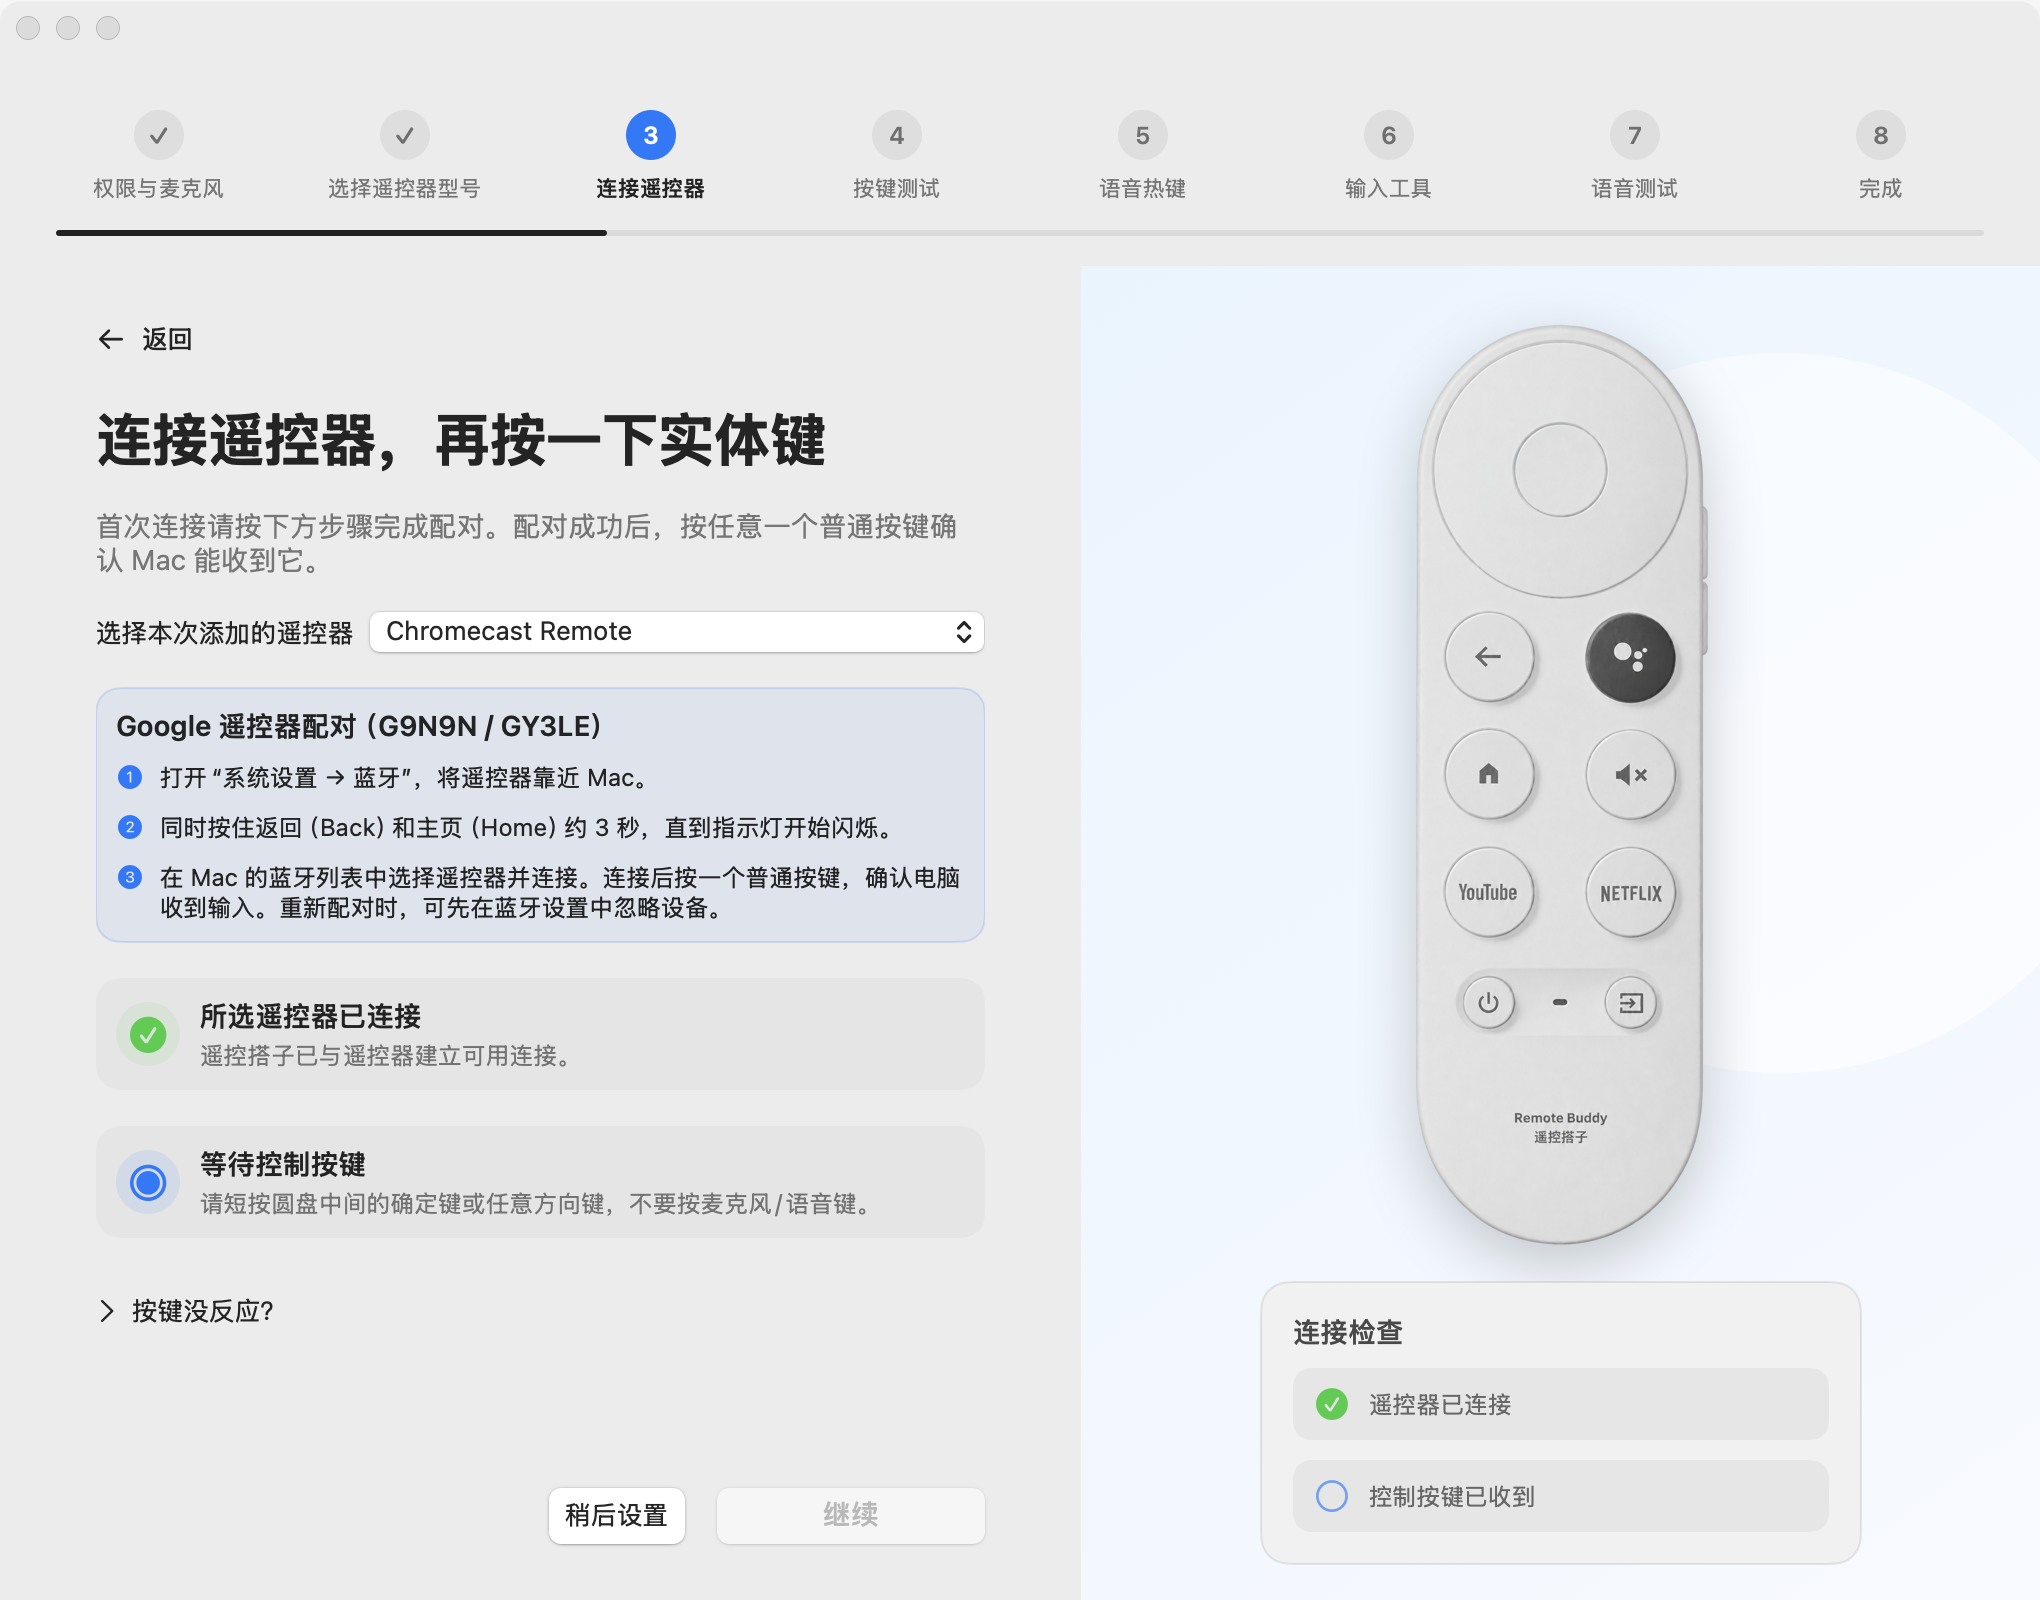 权限与麦克风
选择遥控器型号
3
连接遥控器
4
按键测试
5
语音热键
6
输入工具
7
语音测试
8
完成
返回
连接遥控器，再按一下实体键
首次连接请按下方步骤完成配对。配对成功后，按任意一个普通按键确
认 Mac 能收到它。
选择本次添加的遥控器
Chromecast Remote
Google 遥控器配对（G9N9N / GY3LE）
1 打开 “系统设置 → 蓝牙”，将遥控器靠近 Mac。
2 同时按住返回（Back）和主页（Home）约 3 秒，直到指示灯开始闪烁。
3 在 Mac 的蓝牙列表中选择遥控器并连接。连接后按一个普通按键，确认电脑
收到输入。重新配对时，可先在蓝牙设置中忽略设备。
所选遥控器已连接
遥控搭子已与遥控器建立可用连接。
等待控制按键
请短按圆盘中间的确定键或任意方向键，不要按麦克风/语音键。
按键没反应?
稍后设置
继续
YouTube
NETFLIX
Remote Buddy
遥控搭子
连接检查
遥控器已连接
控制按键已收到